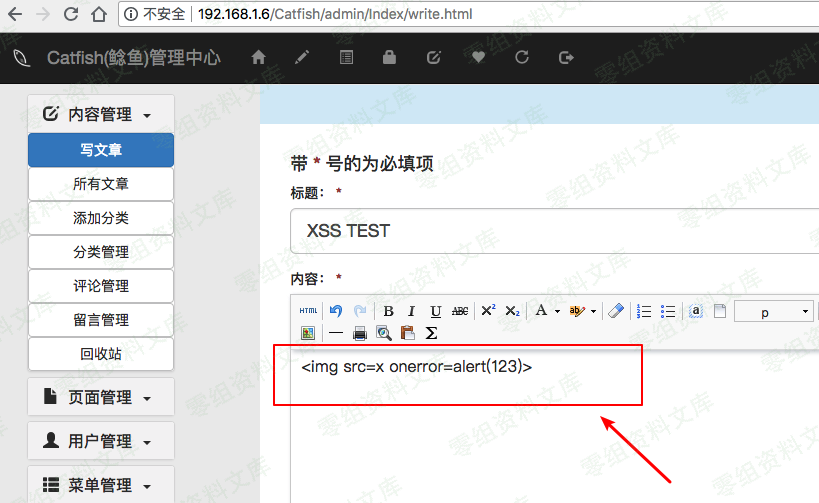 不安全 | 192.168.1.6/Catfish/admin/Index/write.html
Catfish(鲶鱼)管理中心
内容管理
写文章
所有文章
添加分类
分类管理
评论管理
留言管理
回收站
页面管理
用户管理
菜单管理
带 * 号的为必填项
标题： *
XSS TEST
内容： *
HTML B I U ABC X² X₂ A ab a p
Σ
<img src=x onerror=alert(123)>
零组资料文库